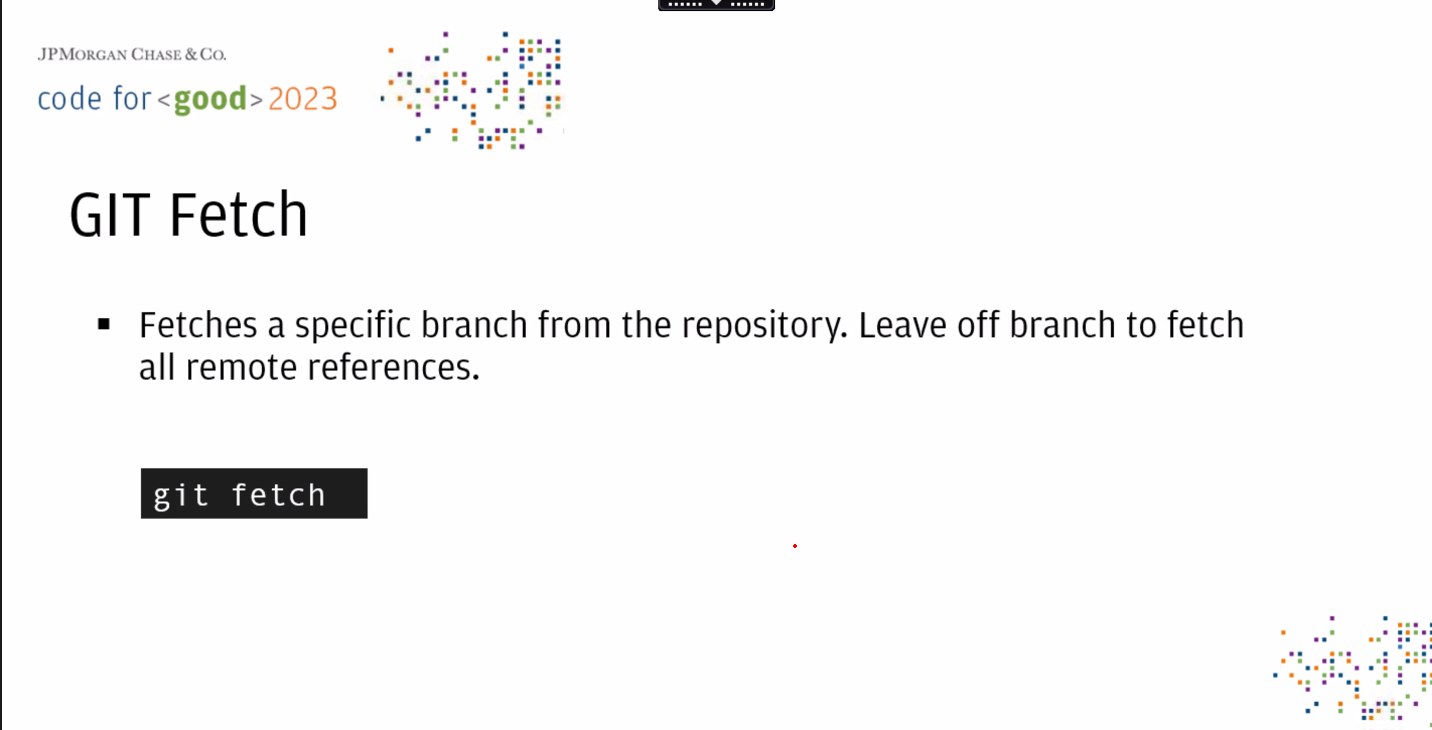 JPMORGAN CHASE & CO.
code for <good> 2023
GIT Fetch
▪ Fetches a specific branch from the repository. Leave off branch to fetch
all remote references.
git fetch